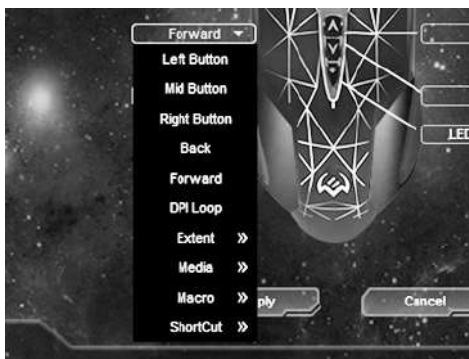 Forward
Left Button
Mid Button
Right Button
Back
Forward
DPI Loop
Extent »
Media »
Macro »
ShortCut »
LED
ply
Cancel